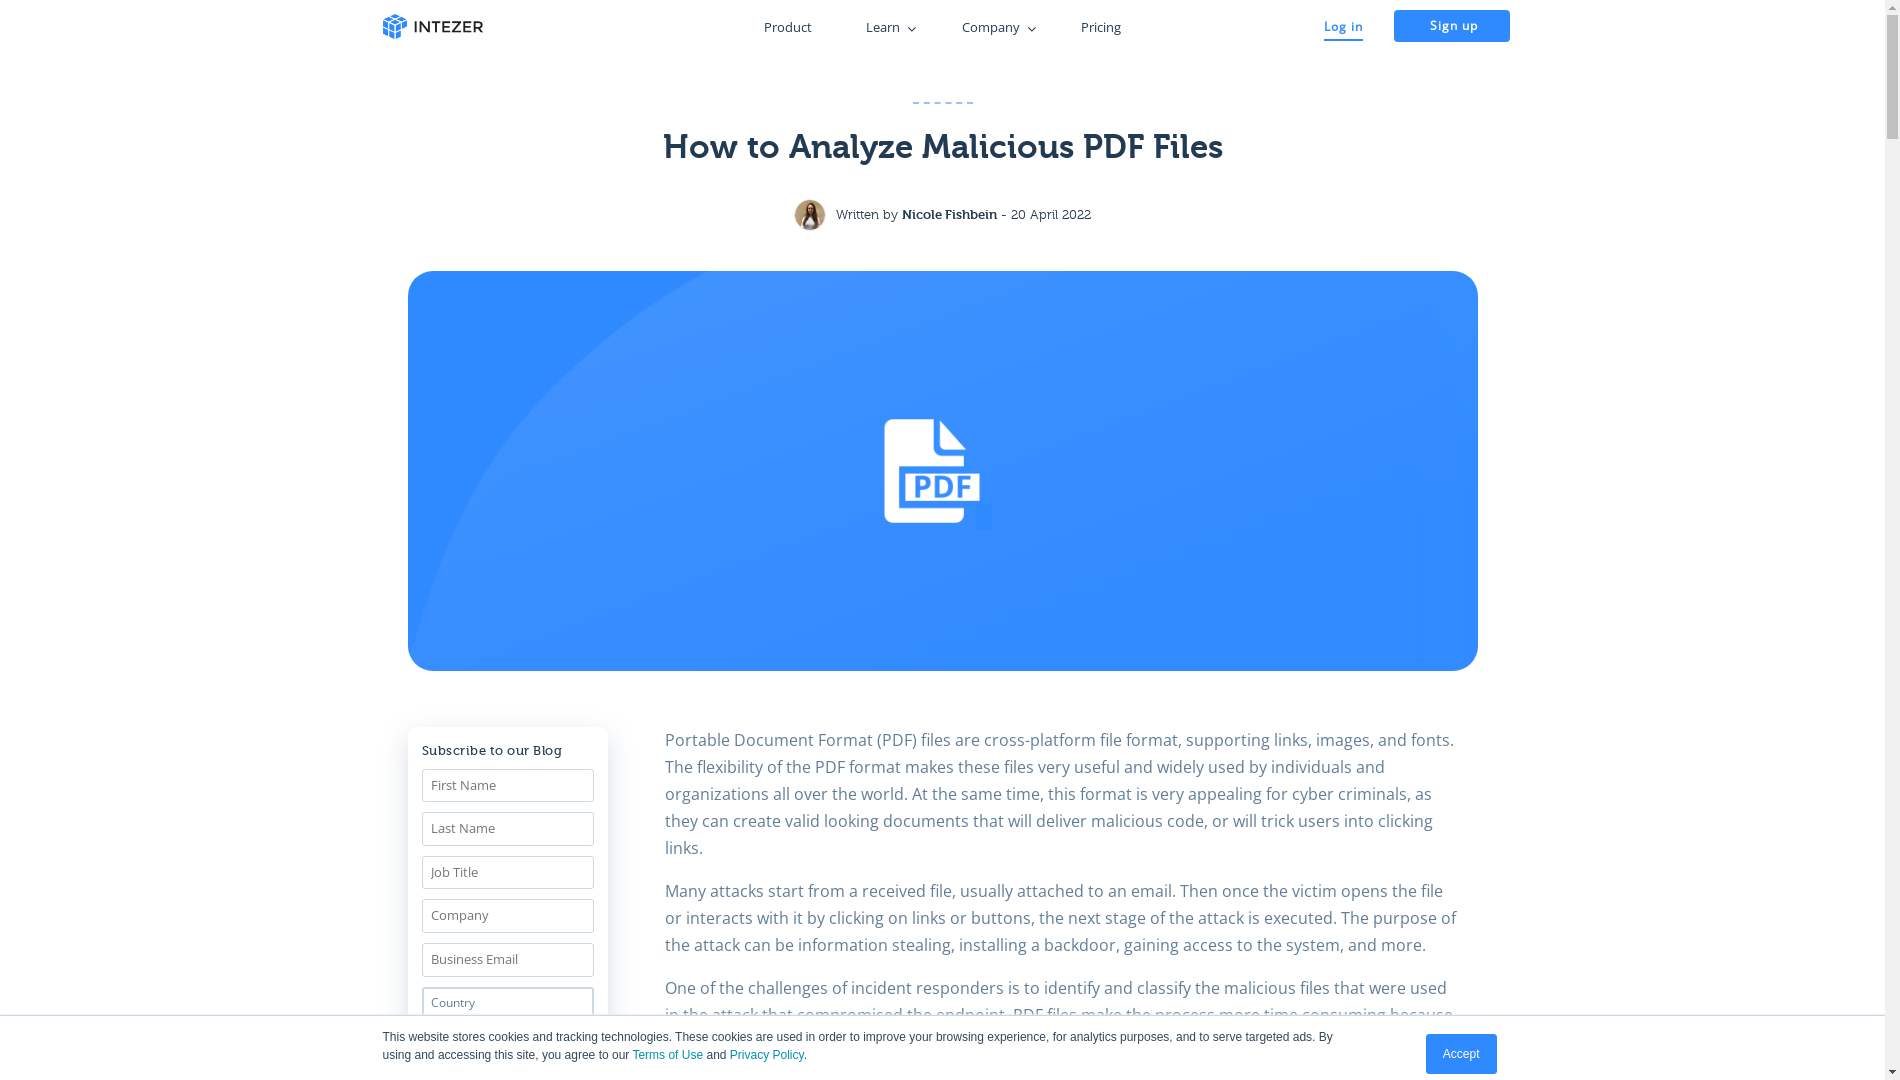 INTEZER
Product
Learn
Company
Pricing
Log in
Sign up
How to Analyze Malicious PDF Files
Written by Nicole Fishbein - 20 April 2022
PDF
Subscribe to our Blog
First Name
Last Name
Job Title
Company
Business Email
Country
Portable Document Format (PDF) files are cross-platform file format, supporting links, images, and fonts.
The flexibility of the PDF format makes these files very useful and widely used by individuals and
organizations all over the world. At the same time, this format is very appealing for cyber criminals, as
they can create valid looking documents that will deliver malicious code, or will trick users into clicking
links.
Many attacks start from a received file, usually attached to an email. Then once the victim opens the file
or interacts with it by clicking on links or buttons, the next stage of the attack is executed. The purpose of
the attack can be information stealing, installing a backdoor, gaining access to the system, and more.
One of the challenges of incident responders is to identify and classify the malicious files that were used
in the attack that compromised the endpoint. PDF files make the process more time consuming because
This website stores cookies and tracking technologies. These cookies are used in order to improve your browsing experience, for analytics purposes, and to serve targeted ads. By
using and accessing this site, you agree to our Terms of Use and Privacy Policy.
Accept